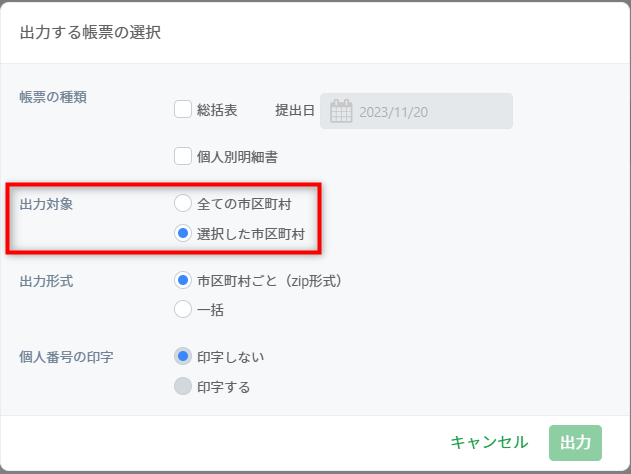 出力する帳票の選択
帳票の種類
総括表 提出日 2023/11/20
個人別明細書
出力対象
全ての市区町村
選択した市区町村
出力形式
市区町村ごと（zip形式）
一括
個人番号の印字
印字しない
印字する
キャンセル 出力